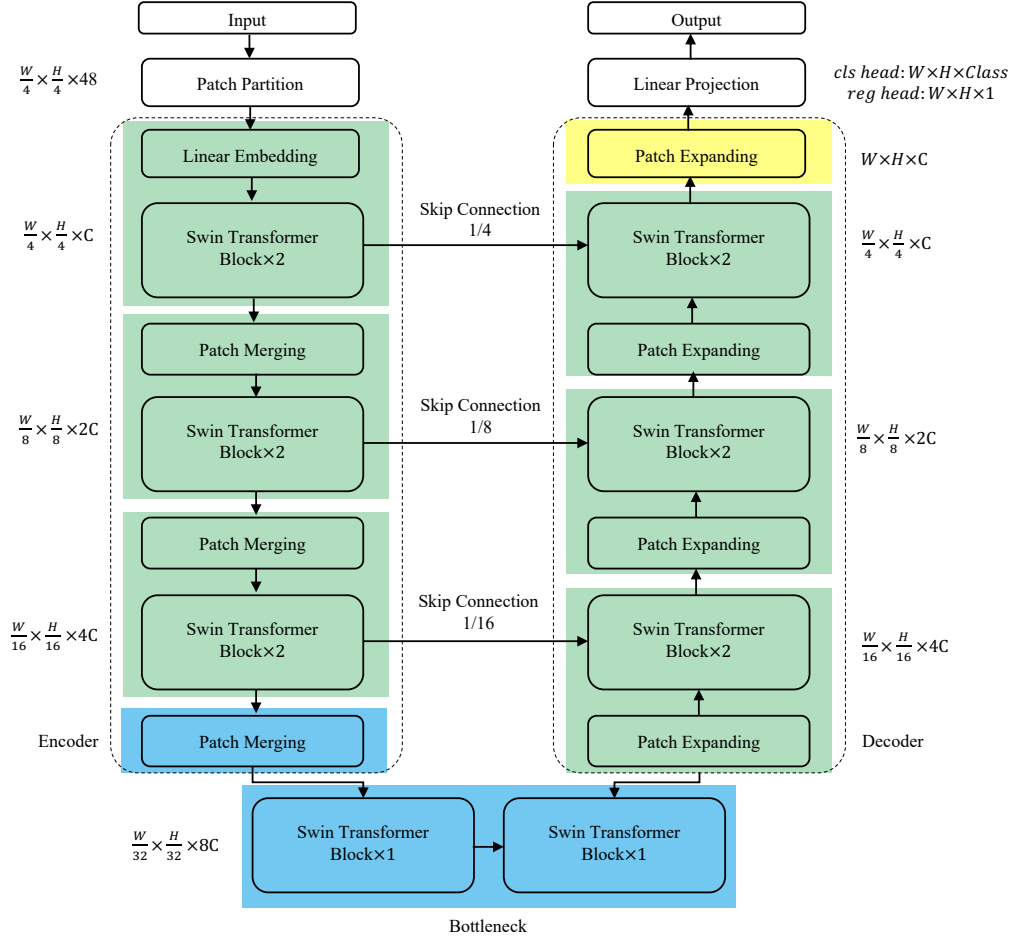 Input
W/4 × H/4 ×48
Patch Partition
Linear Embedding
W/4 × H/4 ×C
Swin Transformer
Block×2
Patch Merging
W/8 × H/8 ×2C
Swin Transformer
Block×2
Patch Merging
W/16 × H/16 ×4C
Swin Transformer
Block×2
Encoder
Patch Merging
Skip Connection
1/4
Skip Connection
1/8
Skip Connection
1/16
W/32 × H/32 ×8C
Swin Transformer
Block×1
Swin Transformer
Block×1
Bottleneck
Output
Linear Projection
cls head: W×H×Class
reg head: W×H×1
Patch Expanding
W×H×C
Swin Transformer
Block×2
W/4 × H/4 ×C
Patch Expanding
Swin Transformer
Block×2
W/8 × H/8 ×2C
Patch Expanding
Swin Transformer
Block×2
W/16 × H/16 ×4C
Patch Expanding
Decoder